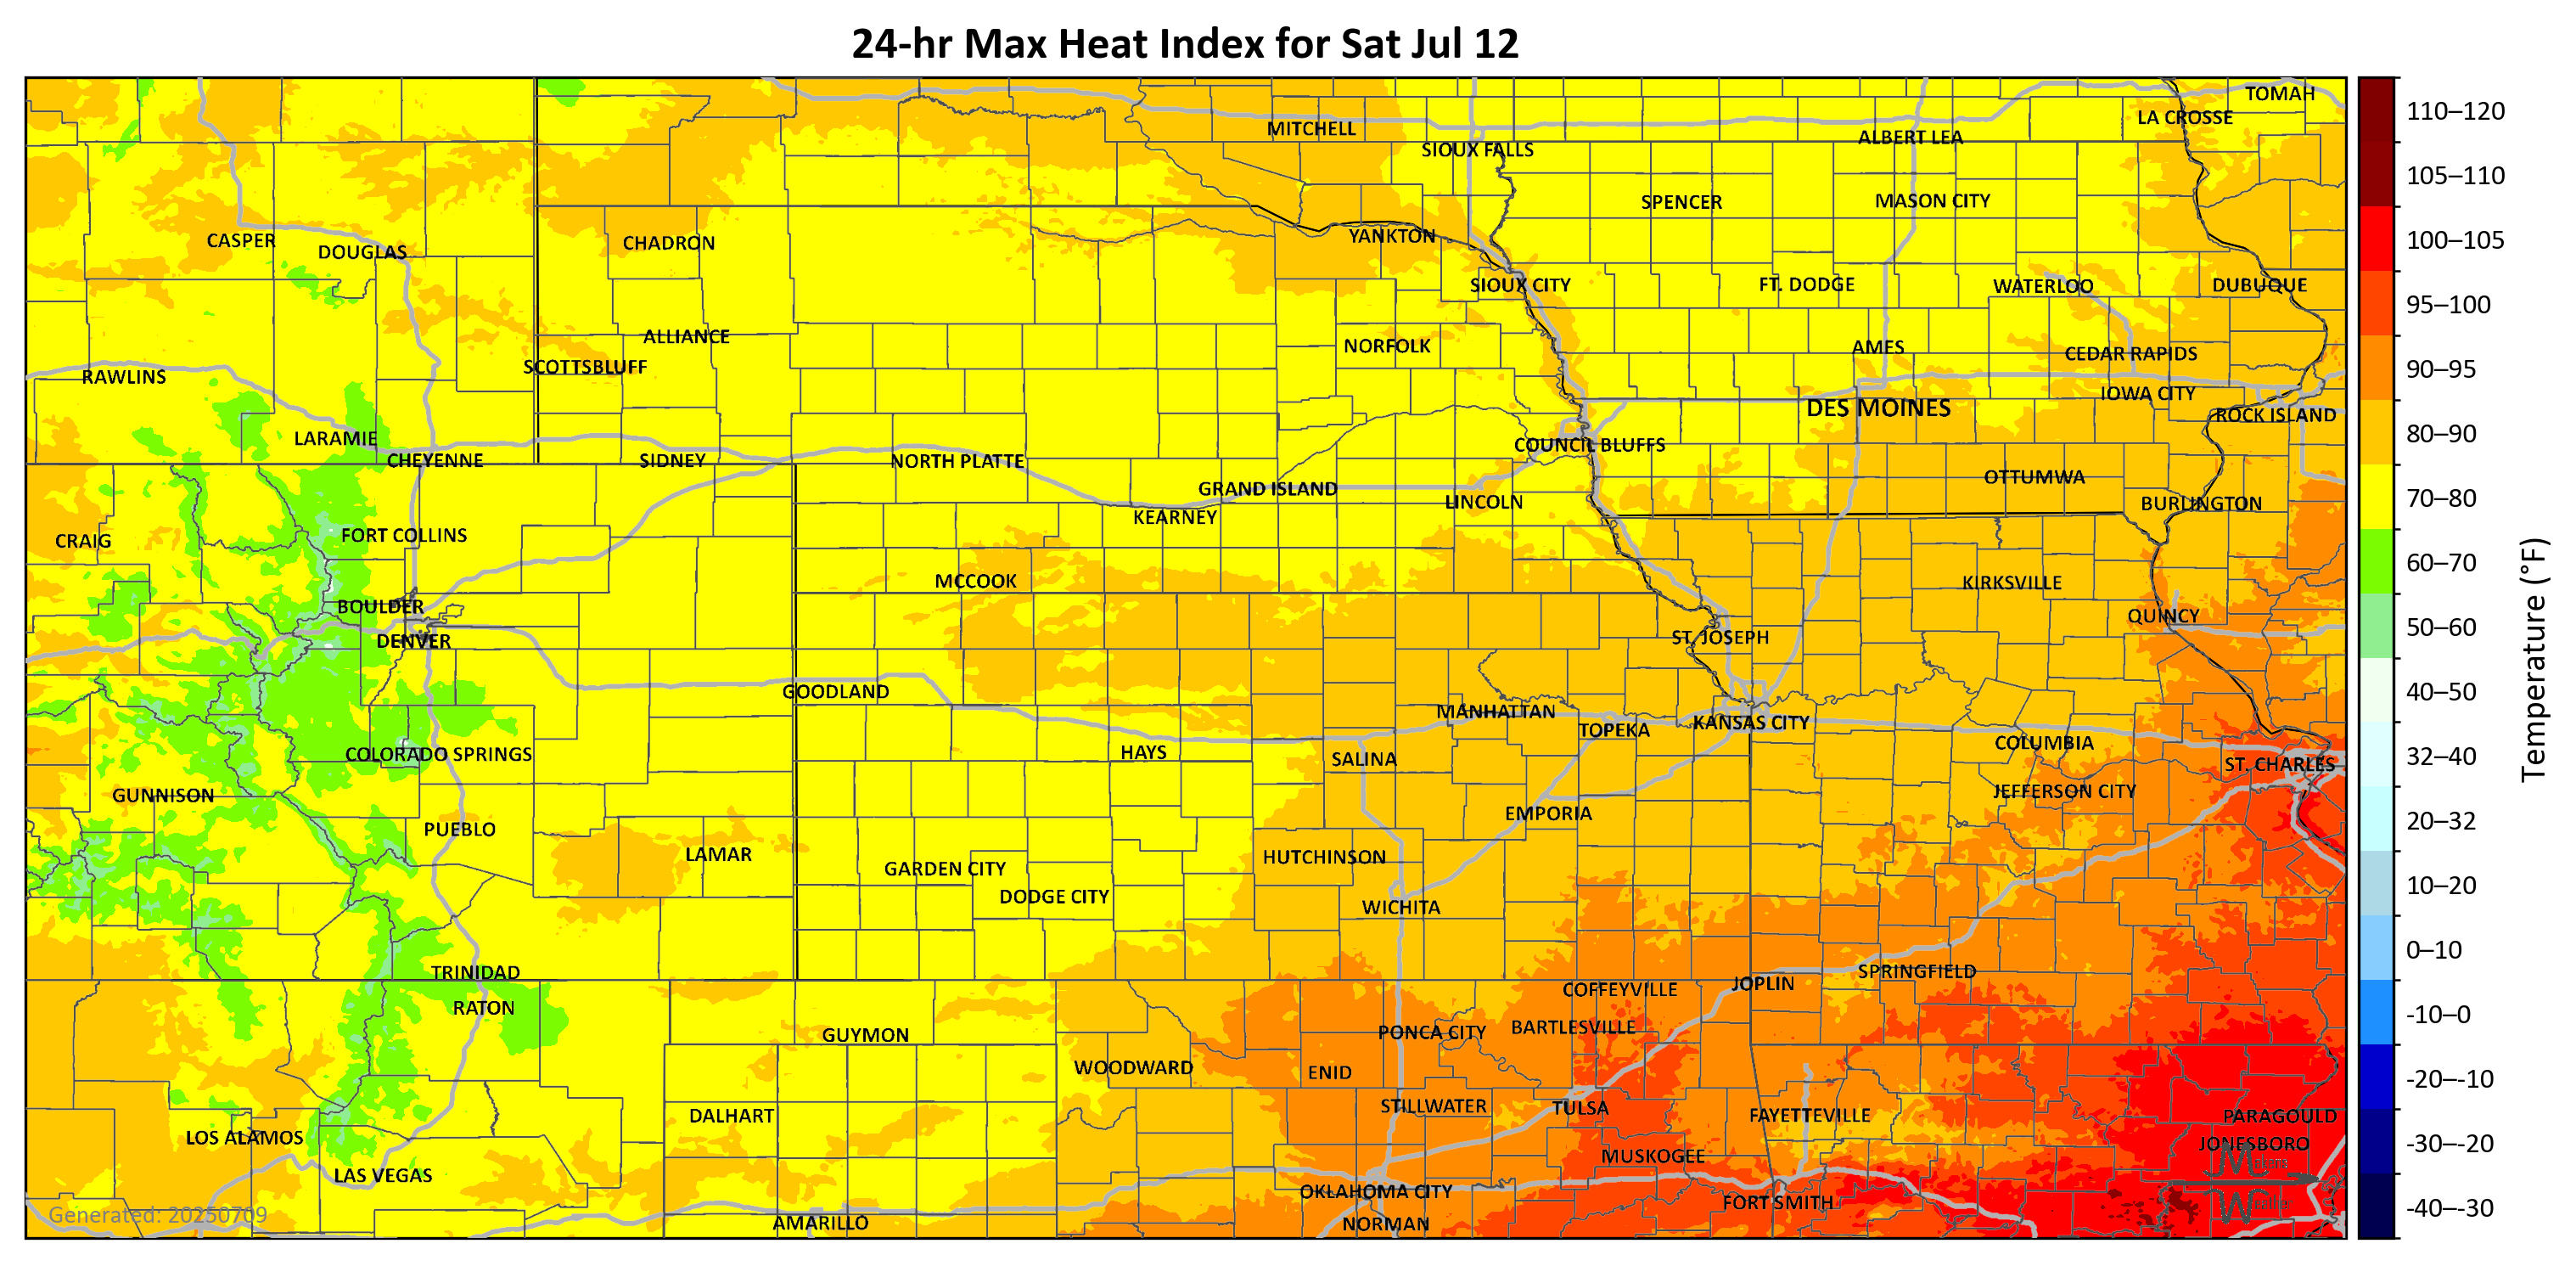 24-hr Max Heat Index for Sat Jul 12
TOMAH
LA CROSSE
MITCHELL
ALBERT LEA
SIOUX FALLS
SPENCER
MASON CITY
CASPER
DOUGLAS
CHADRON
YANKTON
SIOUX CITY
FT. DODGE
WATERLOO
DUBUQUE
ALLIANCE
SCOTTSBLUFF
NORFOLK
AMES
CEDAR RAPIDS
RAWLINS
IOWA CITY
DES MOINES
ROCK ISLAND
LARAMIE
CHEYENNE
SIDNEY
NORTH PLATTE
COUNCIL BLUFFS
GRAND ISLAND
LINCOLN
OTTUMWA
BURLINGTON
KEARNEY
CRAIG
FORT COLLINS
MCCOOK
KIRKSVILLE
BOULDER
QUINCY
DENVER
ST. JOSEPH
GOODLAND
MANHATTAN
TOPEKA
KANSAS CITY
COLORADO SPRINGS
HAYS
SALINA
COLUMBIA
ST. CHARLES
GUNNISON
JEFFERSON CITY
PUEBLO
EMPORIA
LAMAR
GARDEN CITY
HUTCHINSON
DODGE CITY
WICHITA
TRINIDAD
RATON
COFFEYVILLE
JOPLIN
SPRINGFIELD
GUYMON
PONCA CITY
BARTLESVILLE
WOODWARD
ENID
DALHART
STILLWATER
TULSA
FAYETTEVILLE
PARAGOULD
LOS ALAMOS
JONESBORO
LAS VEGAS
MUSKOGEE
OKLAHOMA CITY
FORT SMITH
AMARILLO
NORMAN
Generated: 20250709
110–120
105–110
100–105
95–100
90–95
80–90
70–80
60–70
50–60
40–50
32–40
20–32
10–20
0–10
-10–0
-20–-10
-30–-20
-40–-30
Temperature (°F)